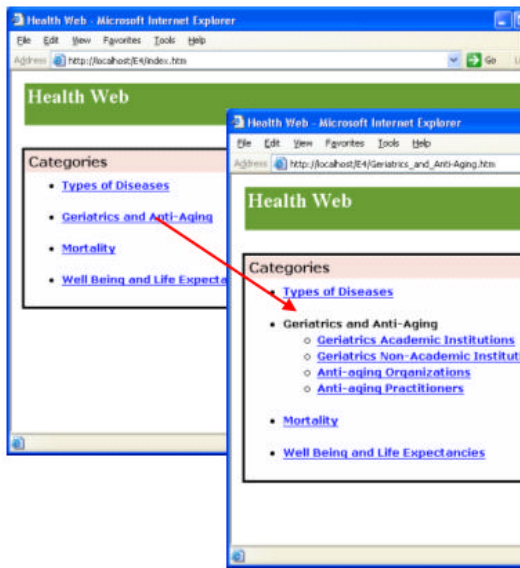 Health Web - Microsoft Internet Explorer
File Edit View Favorites Tools Help
Address http://localhost/E4/index.htm Go
Health Web
Categories
Types of Diseases
Geriatrics and Anti-Aging
Mortality
Well Being and Life Expecta
Health Web - Microsoft Internet Explorer
File Edit View Favorites Tools Help
Address http://localhost/E4/Geriatrics_and_Anti-Aging.htm
Health Web
Categories
Types of Diseases
Geriatrics and Anti-Aging
Geriatrics Academic Institutions
Geriatrics Non-Academic Instituti
Anti-aging Organizations
Anti-aging Practitioners
Mortality
Well Being and Life Expectancies